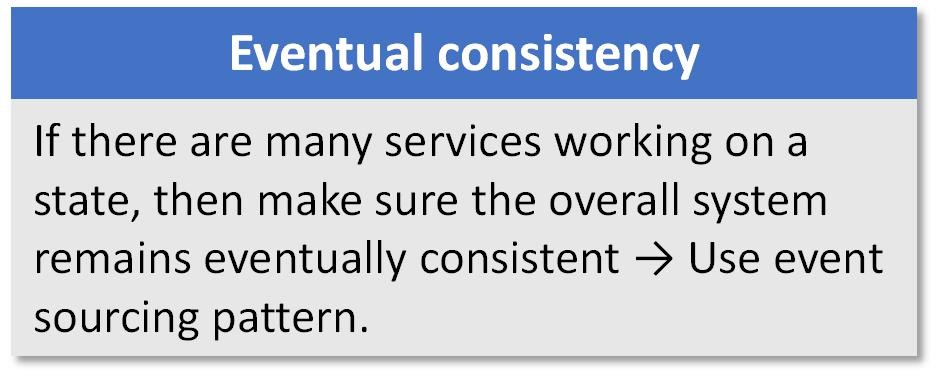 Eventual consistency
If there are many services working on a
state, then make sure the overall system
remains eventually consistent → Use event
sourcing pattern.